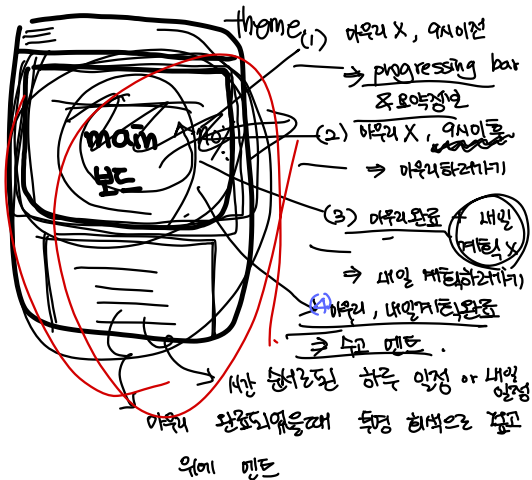 theme
(1) 마무리 X, 9시이전
⇒ progressing bar
& 요약정보
main
보드
(2) 마무리 X, 9시이후
⇒ 마무리하러가기
(3) 마무리완료 + 내일
계획 X
⇒ 내일 계획하러가기
(4) 마무리, 내일계획완료
⇒ 수고 멘트.
시간 순서로된 하루 일정 or 내일
일정
마무리 완료되었을때 투명 회색으로 덮고
위에 멘트